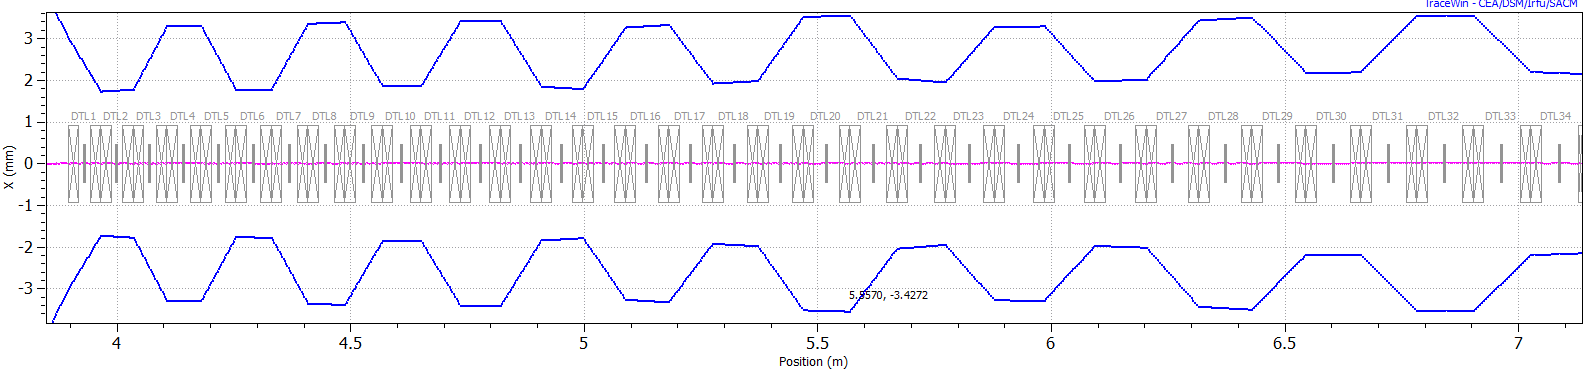 TraceWin - CEA/DSM/Irfu/SACM
3
2
1
0
-1
-2
-3
X (mm)
DTL1 DTL2 DTL3 DTL4 DTL5 DTL6 DTL7 DTL8 DTL9 DTL10 DTL11 DTL12 DTL13 DTL14 DTL15 DTL16 DTL17 DTL18 DTL19 DTL20 DTL21 DTL22 DTL23 DTL24 DTL25 DTL26 DTL27 DTL28 DTL29 DTL30 DTL31 DTL32 DTL33 DTL34
5.5570, -3.4272
4 4.5 5 5.5 6 6.5 7
Position (m)